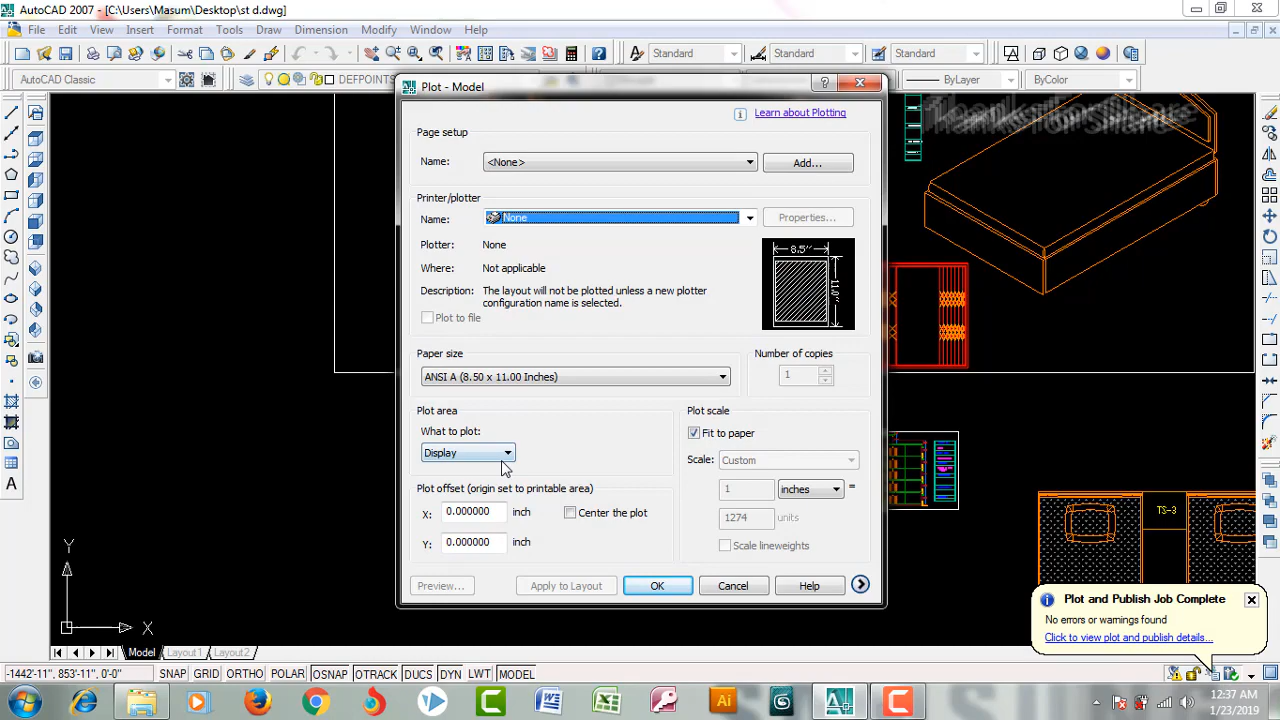 AutoCAD 2007 - [C:\Users\Masum\Desktop\st d.dwg]
File Edit View Insert Format Tools Draw Dimension Modify Window Help
Standard Standard Standard
AutoCAD Classic DEFPOINTS ByLayer ByColor
Thanks for
Plot - Model
Learn about Plotting
Page setup
Name: <None> Add...
Printer/plotter
Name: None Properties...
Plotter: None
Where: Not applicable
Description: The layout will not be plotted unless a new plotter
configuration name is selected.
Plot to file
8.5''
11.0''
Paper size
ANSI A (8.50 x 11.00 Inches)
Number of copies
1
Plot area
What to plot:
Display
Plot scale
Fit to paper
Scale: Custom
1 inches =
1274 units
Scale lineweights
Plot offset (origin set to printable area)
X: 0.000000 inch Center the plot
Y: 0.000000 inch
Preview... Apply to Layout OK Cancel Help
TS-3
Plot and Publish Job Complete
No errors or warnings found
Click to view plot and publish details...
Y
X
Model Layout1 Layout2
-1442'-11", 853'-11", 0'-0" SNAP GRID ORTHO POLAR OSNAP OTRACK DUCS DYN LWT MODEL
12:37 AM
1/23/2019